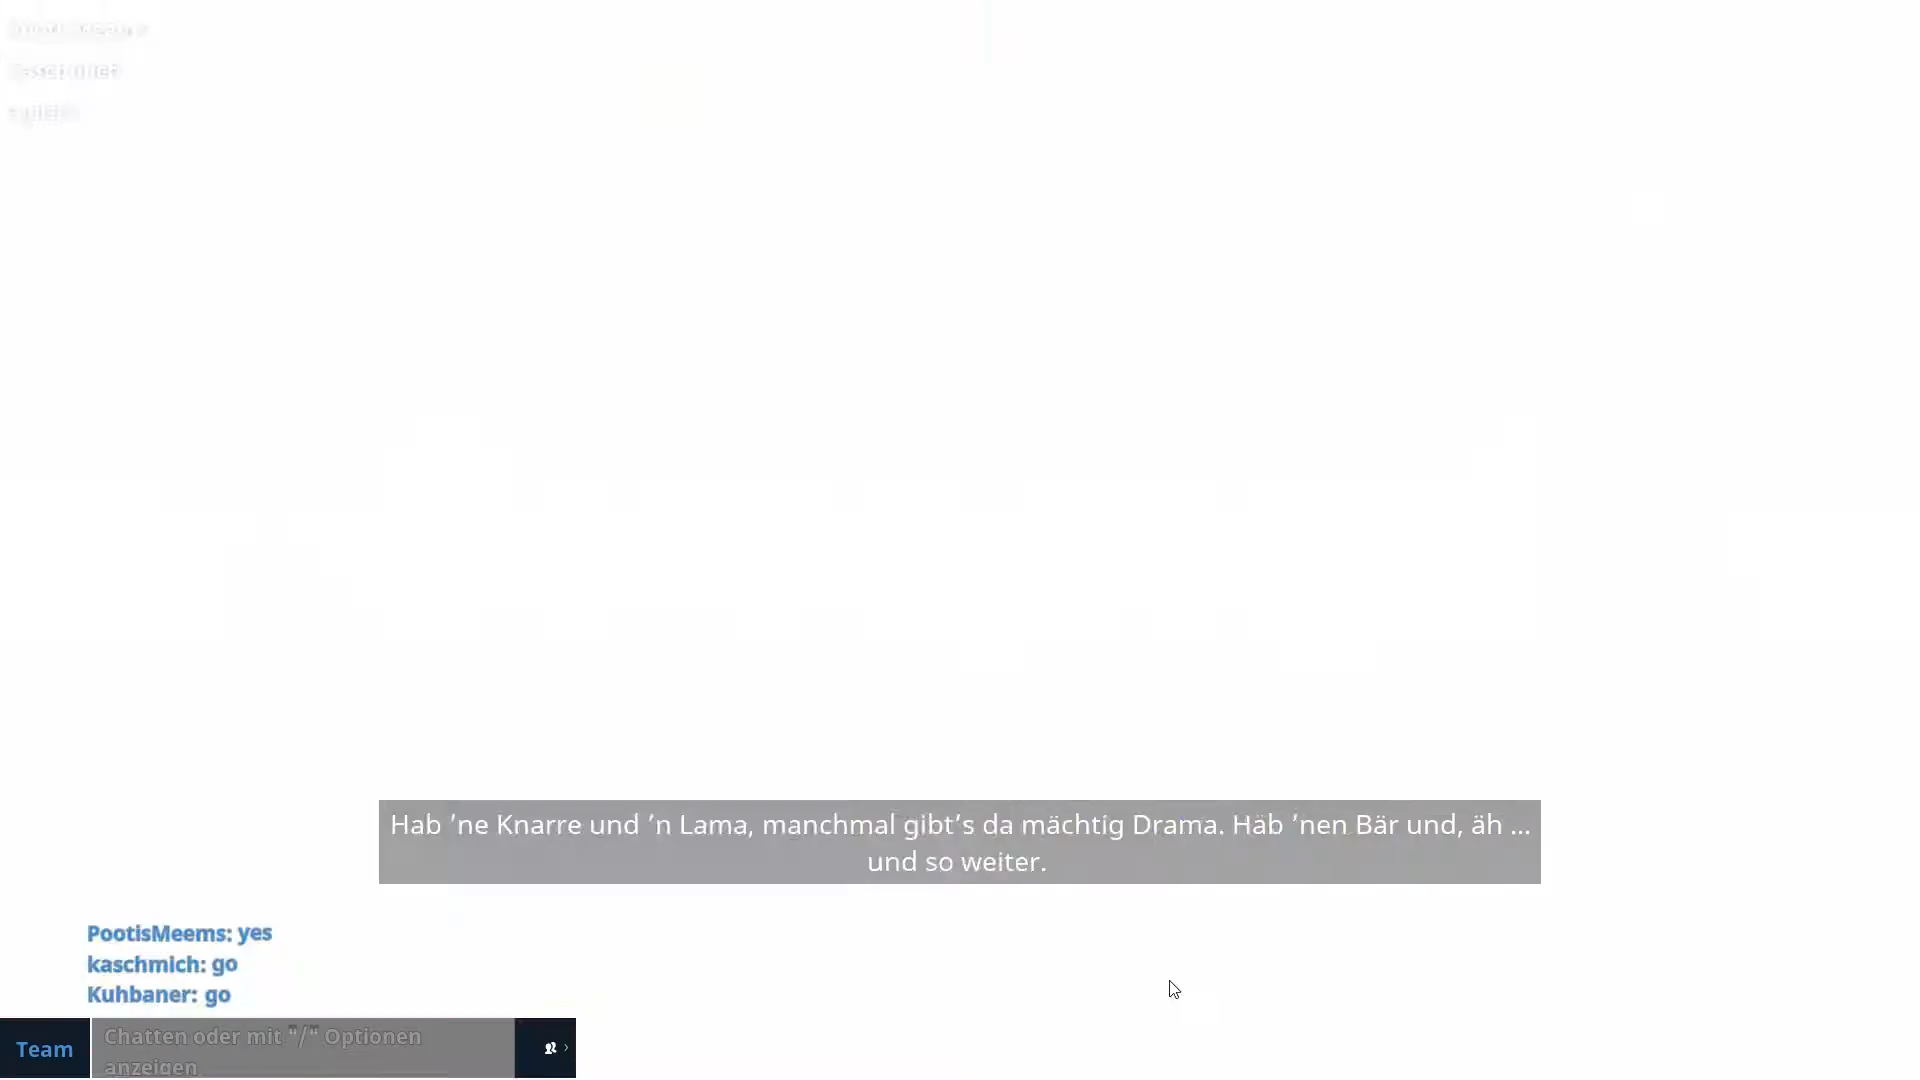 Hab ’ne Knarre und ’n Lama, manchmal gibt’s da mächtig Drama. Hab ’nen Bär und, äh ...
und so weiter.
PootisMeems: yes
kaschmich: go
Kuhbaner: go
Team
Chatten oder mit "/" Optionen
anzeigen